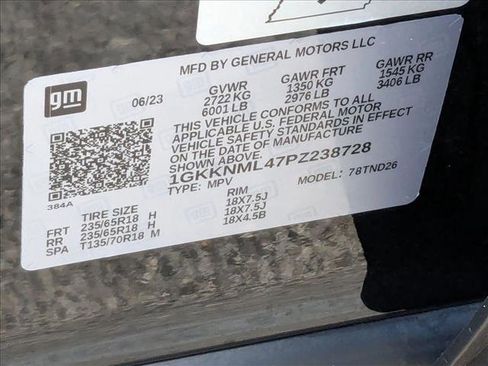 gm
MFD BY GENERAL MOTORS LLC
06/23
GVWR
2722 KG
6001 LB
GAWR FRT
1350 KG
2976 LB
GAWR RR
1545 KG
3406 LB
THIS VEHICLE CONFORMS TO ALL
APPLICABLE U.S. FEDERAL MOTOR
VEHICLE SAFETY STANDARDS IN
EFFECT ON THE DATE OF MANUFACTURE
SHOWN ABOVE.
1GKKNML47PZ238728
TYPE: MPV
MODEL: 78TND26
384A
TIRE SIZE
RIM
FRT 235/65R18 H 18X7.5J
RR 235/65R18 H 18X7.5J
SPA T135/70R18 M 18X4.5B